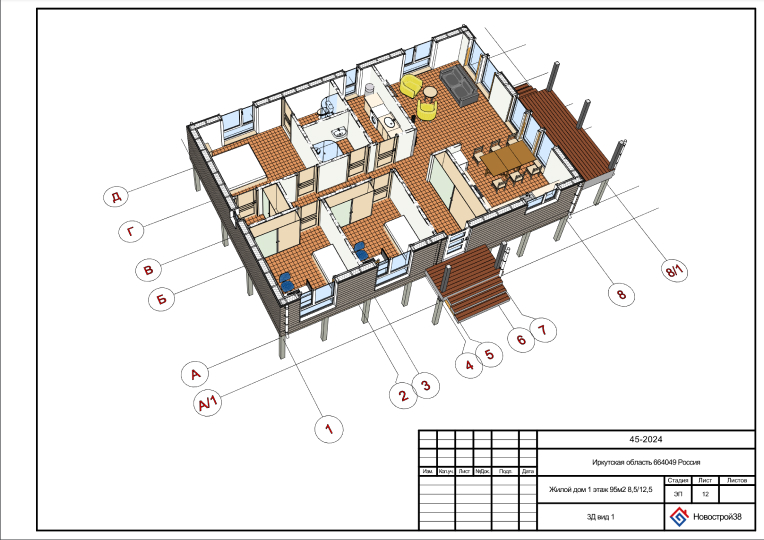 Д
Г
В
Б
А
А/1
1
2
3
4
5
6
7
8
8/1
45-2024
Иркутская область 664049 Россия
Изм. Кол.уч. Лист №Док. Подп. Дата
Жилой дом 1 этаж 95м2 8,5/12,5
Стадия Лист Листов
ЭП 12
3Д вид 1
Новострой38